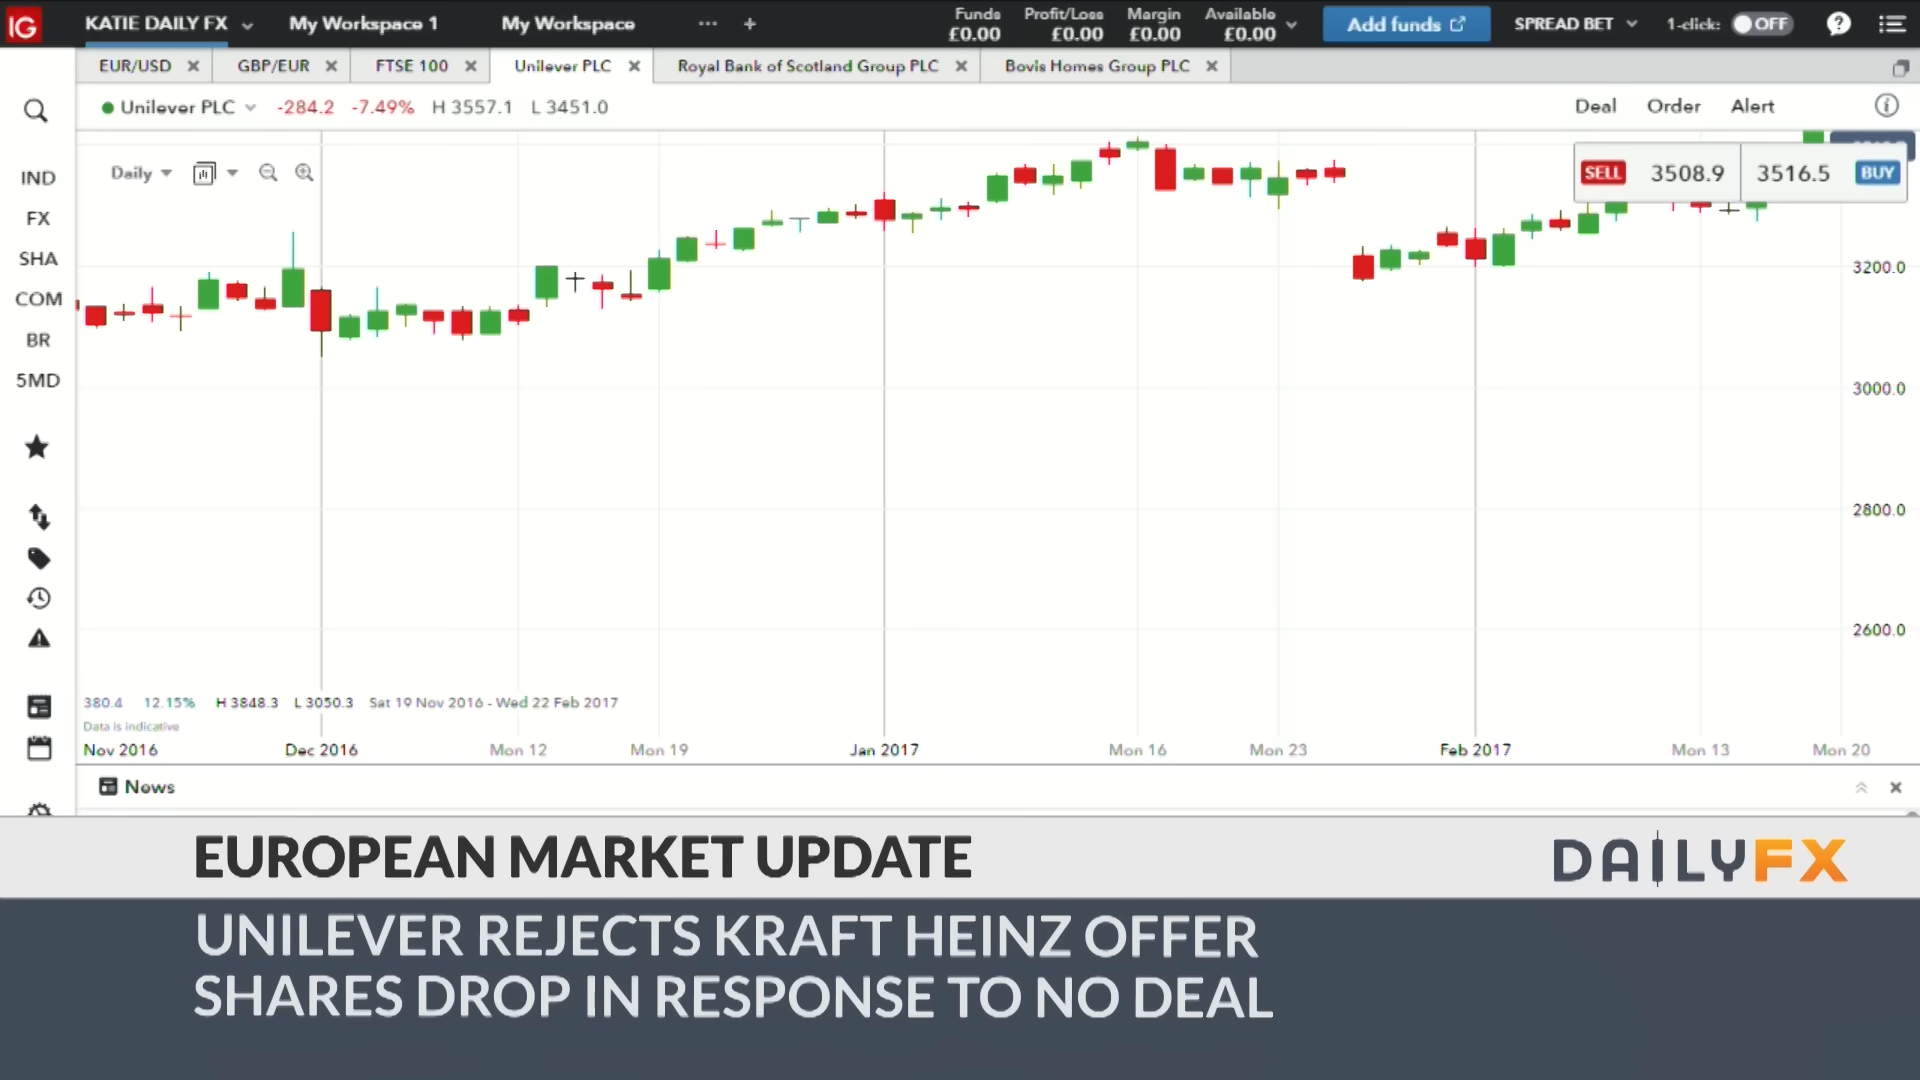 IG KATIE DAILY FX My Workspace 1 My Workspace ··· + Funds £0.00 Profit/Loss £0.00 Margin £0.00 Available £0.00 Add funds SPREAD BET 1-click: OFF ?
EUR/USD × GBP/EUR × FTSE 100 × Unilever PLC × Royal Bank of Scotland Group PLC × Bovis Homes Group PLC ×
Unilever PLC -284.2 -7.49% H 3557.1 L 3451.0 Deal Order Alert
Daily
SELL 3508.9 3516.5 BUY
IND
FX
SHA
COM
BR
5MD
3200.0
3000.0
2800.0
2600.0
380.4 12.15% H 3848.3 L 3050.3 Sat 19 Nov 2016 - Wed 22 Feb 2017
Data is indicative
Nov 2016 Dec 2016 Mon 12 Mon 19 Jan 2017 Mon 16 Mon 23 Feb 2017 Mon 13 Mon 20
News
EUROPEAN MARKET UPDATE
DAILYFX
UNILEVER REJECTS KRAFT HEINZ OFFER
SHARES DROP IN RESPONSE TO NO DEAL